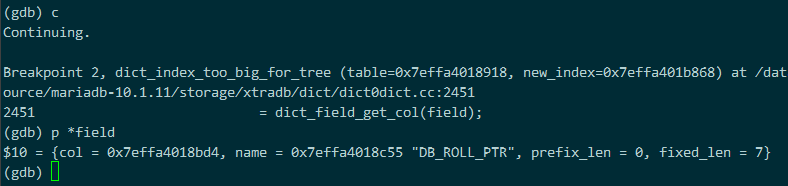 (gdb) c
Continuing.
Breakpoint 2, dict_index_too_big_for_tree (table=0x7effa4018918, new_index=0x7effa401b868) at /dat
ource/mariadb-10.1.11/storage/xtradb/dict/dict0dict.cc:2451
2451 = dict_field_get_col(field);
(gdb) p *field
$10 = {col = 0x7effa4018bd4, name = 0x7effa4018c55 "DB_ROLL_PTR", prefix_len = 0, fixed_len = 7}
(gdb)